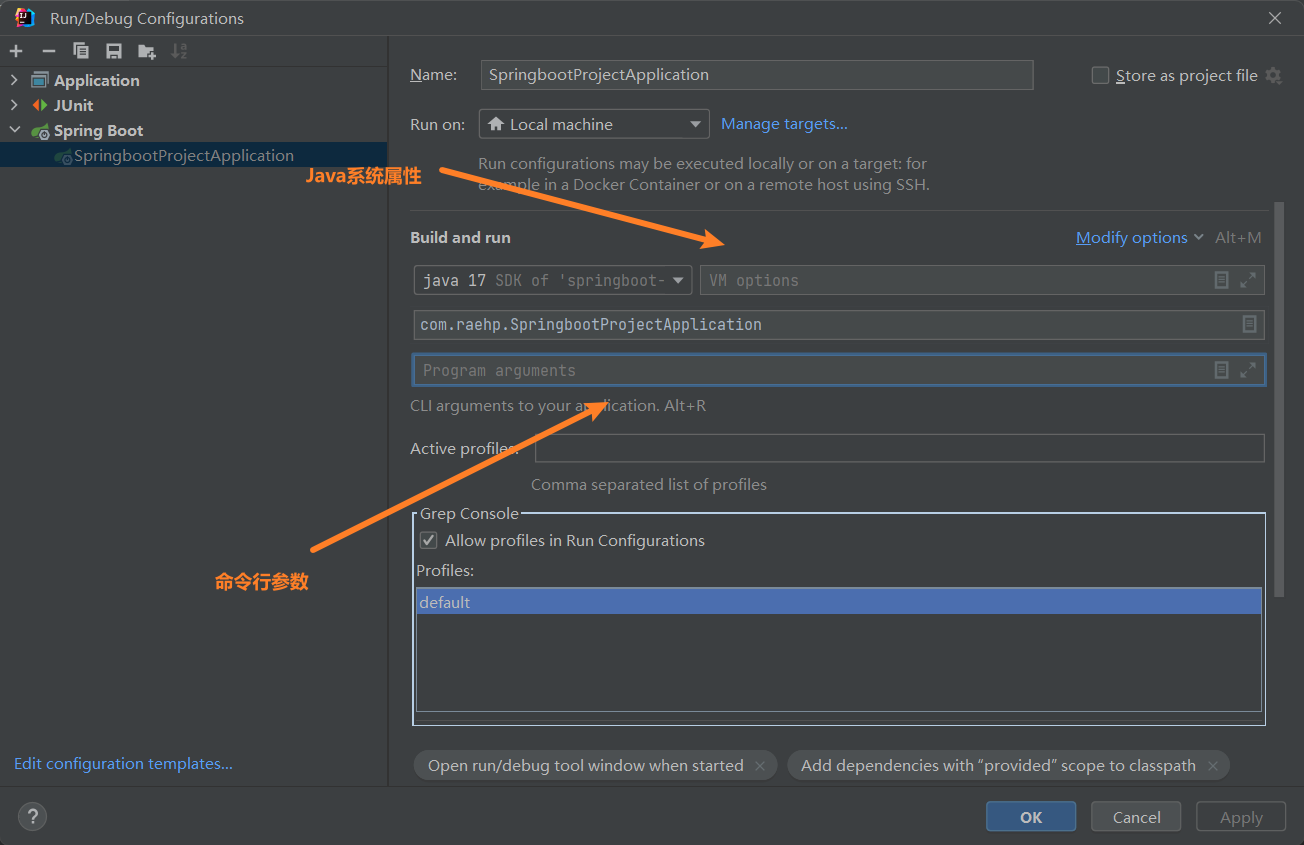 Run/Debug Configurations
Application
JUnit
Spring Boot
SpringbootProjectApplication
Edit configuration templates...
Name: SpringbootProjectApplication Store as project file
Run on: Local machine Manage targets...
Run configurations may be executed locally or on a target: for
example in a Docker Container or on a remote host using SSH.
Java系统属性
Build and run Modify options Alt+M
java 17 SDK of 'springboot- VM options
com.raehp.SpringbootProjectApplication
Program arguments
CLI arguments to your application. Alt+R
Active profiles:
Comma separated list of profiles
Grep Console
Allow profiles in Run Configurations
Profiles:
命令行参数
default
Open run/debug tool window when started Add dependencies with “provided” scope to classpath
? OK Cancel Apply